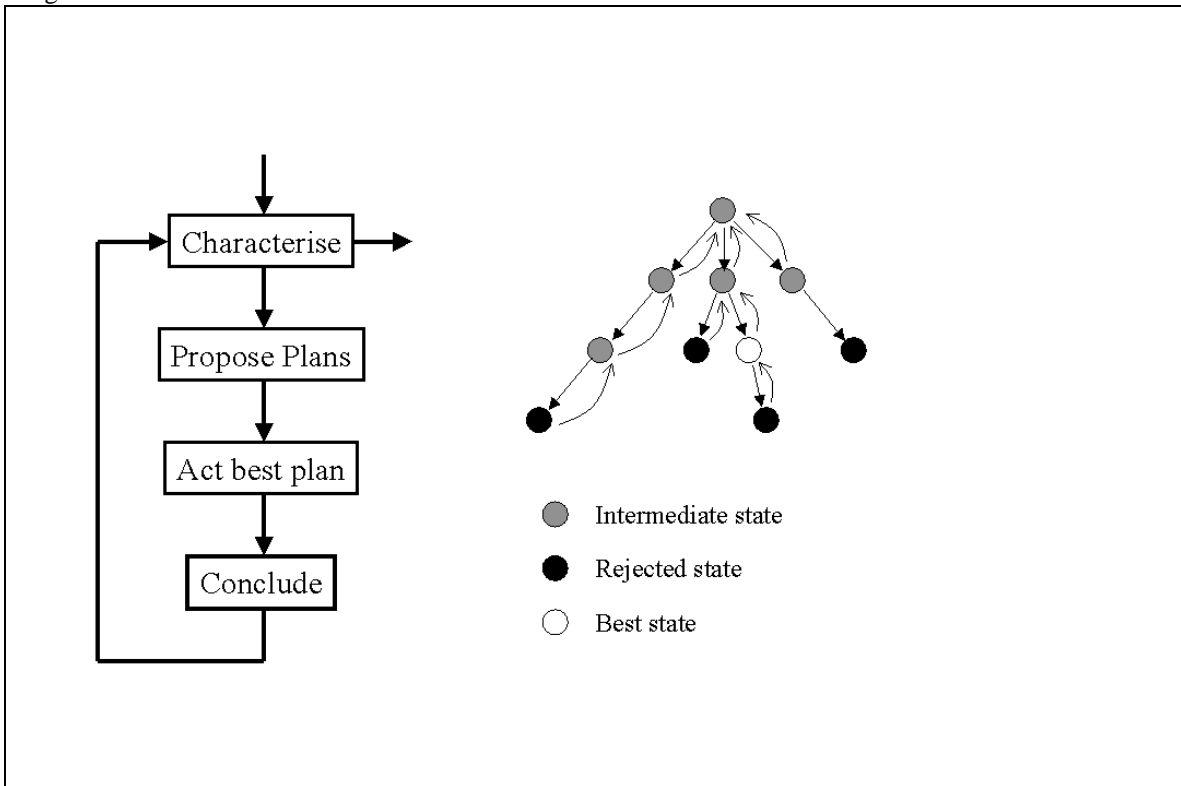 Characterise
Propose Plans
Act best plan
Conclude
Intermediate state
Rejected state
Best state